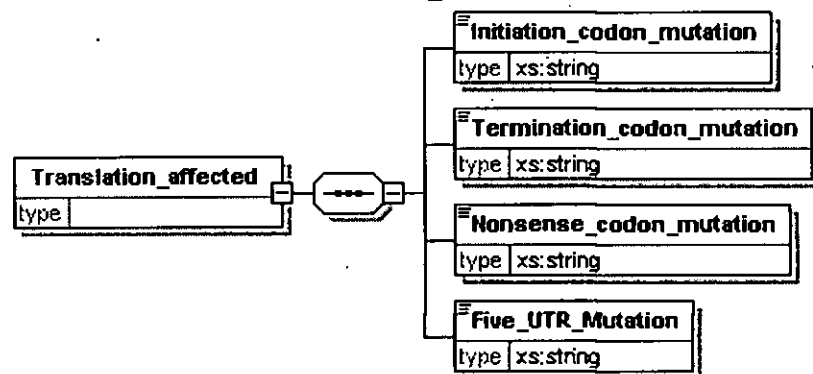 Initiation_codon_mutation
type xs:string
Termination_codon_mutation
type xs:string
Translation_affected
type
Nonsense_codon_mutation
type xs:string
Five_UTR_Mutation
type xs:string